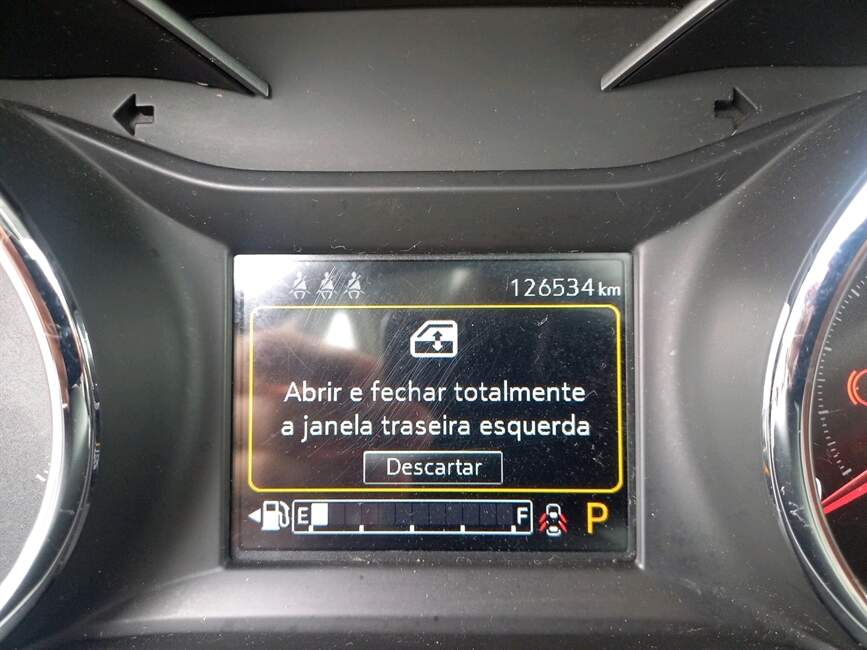 126534 km
Abrir e fechar totalmente
a janela traseira esquerda
Descartar
E F P